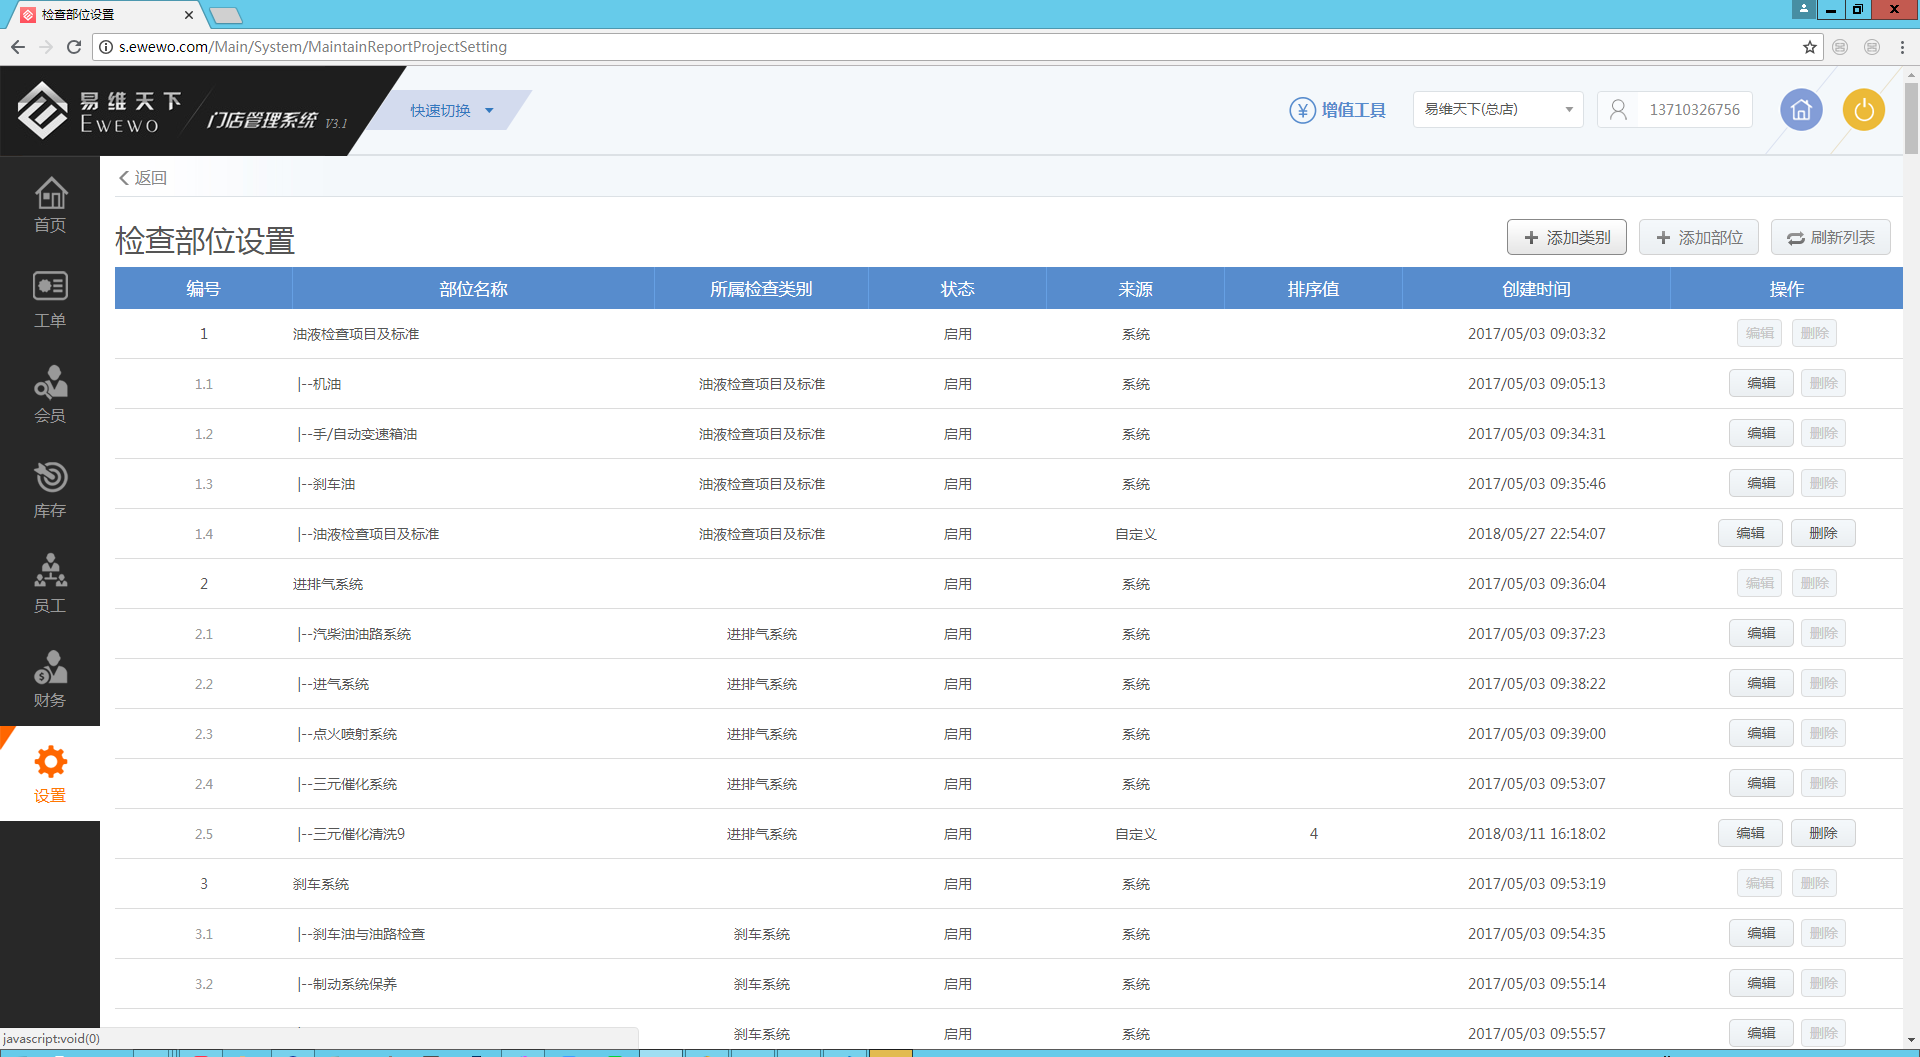 检查部位设置
s.ewewo.com/Main/System/MaintainReportProjectSetting
易维天下
EWEWO
门店管理系统 V3.1
快速切换
增值工具
易维天下(总店)
13710326756
首页
工单
会员
库存
员工
财务
设置
返回
检查部位设置
添加类别 添加部位 刷新列表
编号 部位名称 所属检查类别 状态 来源 排序值 创建时间 操作
1 油液检查项目及标准 启用 系统 2017/05/03 09:03:32 编辑 删除
1.1 |--机油 油液检查项目及标准 启用 系统 2017/05/03 09:05:13 编辑 删除
1.2 |--手/自动变速箱油 油液检查项目及标准 启用 系统 2017/05/03 09:34:31 编辑 删除
1.3 |--刹车油 油液检查项目及标准 启用 系统 2017/05/03 09:35:46 编辑 删除
1.4 |--油液检查项目及标准 油液检查项目及标准 启用 自定义 2018/05/27 22:54:07 编辑 删除
2 进排气系统 启用 系统 2017/05/03 09:36:04 编辑 删除
2.1 |--汽柴油油路系统 进排气系统 启用 系统 2017/05/03 09:37:23 编辑 删除
2.2 |--进气系统 进排气系统 启用 系统 2017/05/03 09:38:22 编辑 删除
2.3 |--点火喷射系统 进排气系统 启用 系统 2017/05/03 09:39:00 编辑 删除
2.4 |--三元催化系统 进排气系统 启用 系统 2017/05/03 09:53:07 编辑 删除
2.5 |--三元催化清洗9 进排气系统 启用 自定义 4 2018/03/11 16:18:02 编辑 删除
3 刹车系统 启用 系统 2017/05/03 09:53:19 编辑 删除
3.1 |--刹车油与油路检查 刹车系统 启用 系统 2017/05/03 09:54:35 编辑 删除
3.2 |--制动系统保养 刹车系统 启用 系统 2017/05/03 09:55:14 编辑 删除
刹车系统 启用 系统 2017/05/03 09:55:57 编辑 删除
javascript:void(0)